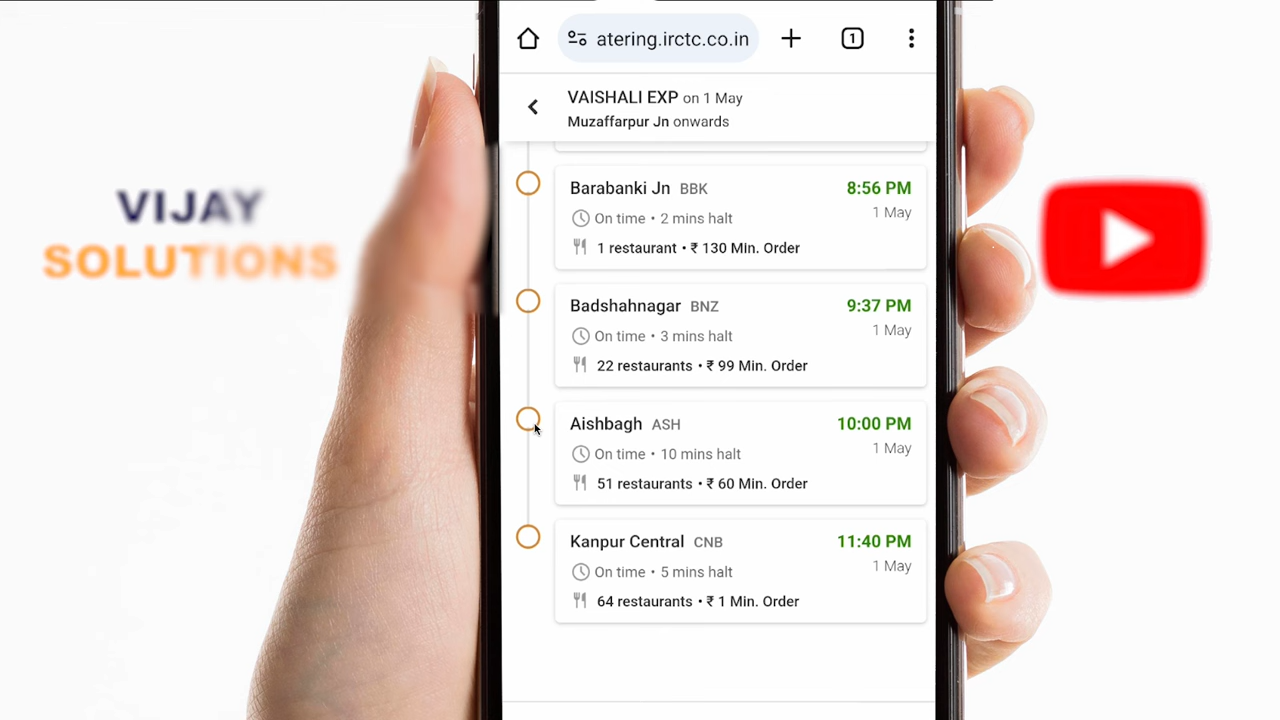 VIJAY
SOLUTIONS
atering.irctc.co.in
1
VAISHALI EXP on 1 May
Muzaffarpur Jn onwards
Barabanki Jn BBK 8:56 PM
On time • 2 mins halt 1 May
1 restaurant • ₹ 130 Min. Order
Badshahnagar BNZ 9:37 PM
On time • 3 mins halt 1 May
22 restaurants • ₹ 99 Min. Order
Aishbagh ASH 10:00 PM
On time • 10 mins halt 1 May
51 restaurants • ₹ 60 Min. Order
Kanpur Central CNB 11:40 PM
On time • 5 mins halt 1 May
64 restaurants • ₹ 1 Min. Order